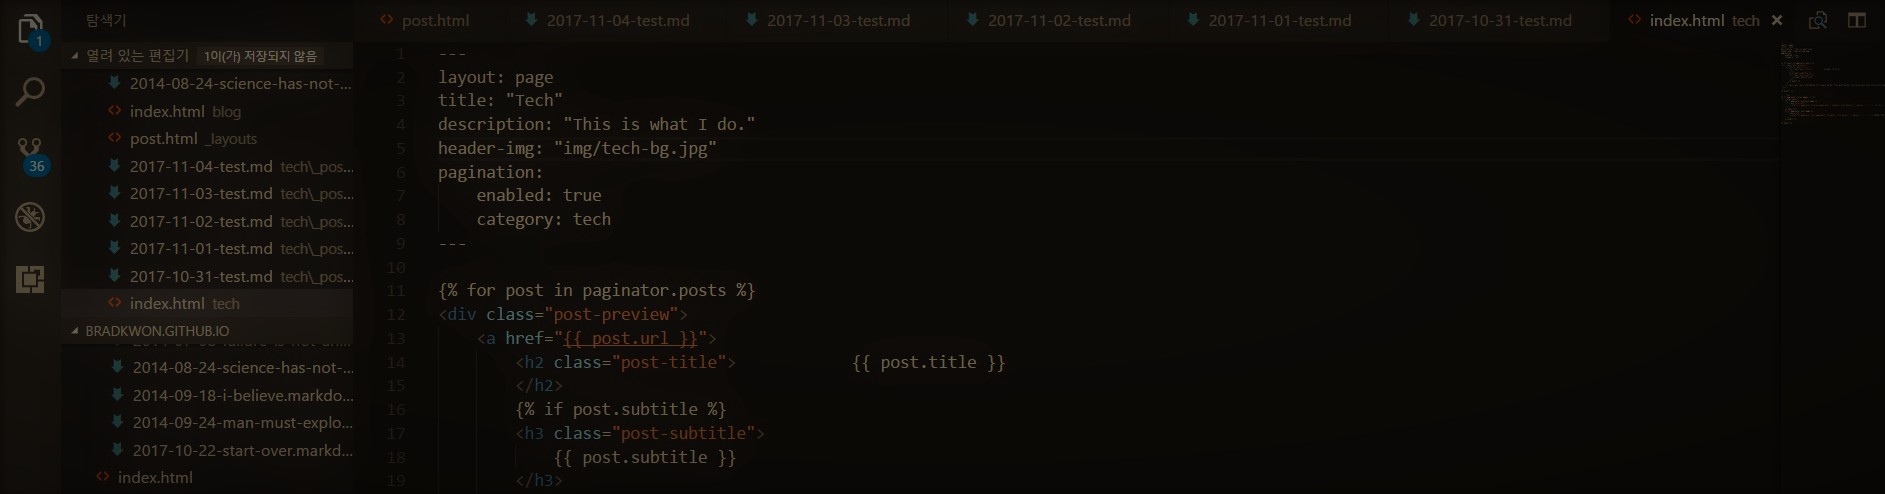 탐색기
1
열려 있는 편집기 1이(가) 저장되지 않음
2014-08-24-science-has-not-...
index.html blog
post.html _layouts
36
2017-11-04-test.md tech\_pos...
2017-11-03-test.md tech\_pos...
2017-11-02-test.md tech\_pos...
2017-11-01-test.md tech\_pos...
2017-10-31-test.md tech\_pos...
index.html tech
BRADKWON.GITHUB.IO
2014-08-24-science-has-not-...
2014-09-18-i-believe.markdo...
2014-09-24-man-must-explo...
2017-10-22-start-over.markd...
index.html
post.html 2017-11-04-test.md 2017-11-03-test.md 2017-11-02-test.md 2017-11-01-test.md 2017-10-31-test.md index.html tech
1 ---
2 layout: page
3 title: "Tech"
4 description: "This is what I do."
5 header-img: "img/tech-bg.jpg"
6 pagination:
7 enabled: true
8 category: tech
9 ---
10
11 {% for post in paginator.posts %}
12 <div class="post-preview">
13 <a href="{{ post.url }}">
14 <h2 class="post-title"> {{ post.title }}
15 </h2>
16 {% if post.subtitle %}
17 <h3 class="post-subtitle">
18 {{ post.subtitle }}
19 </h3>